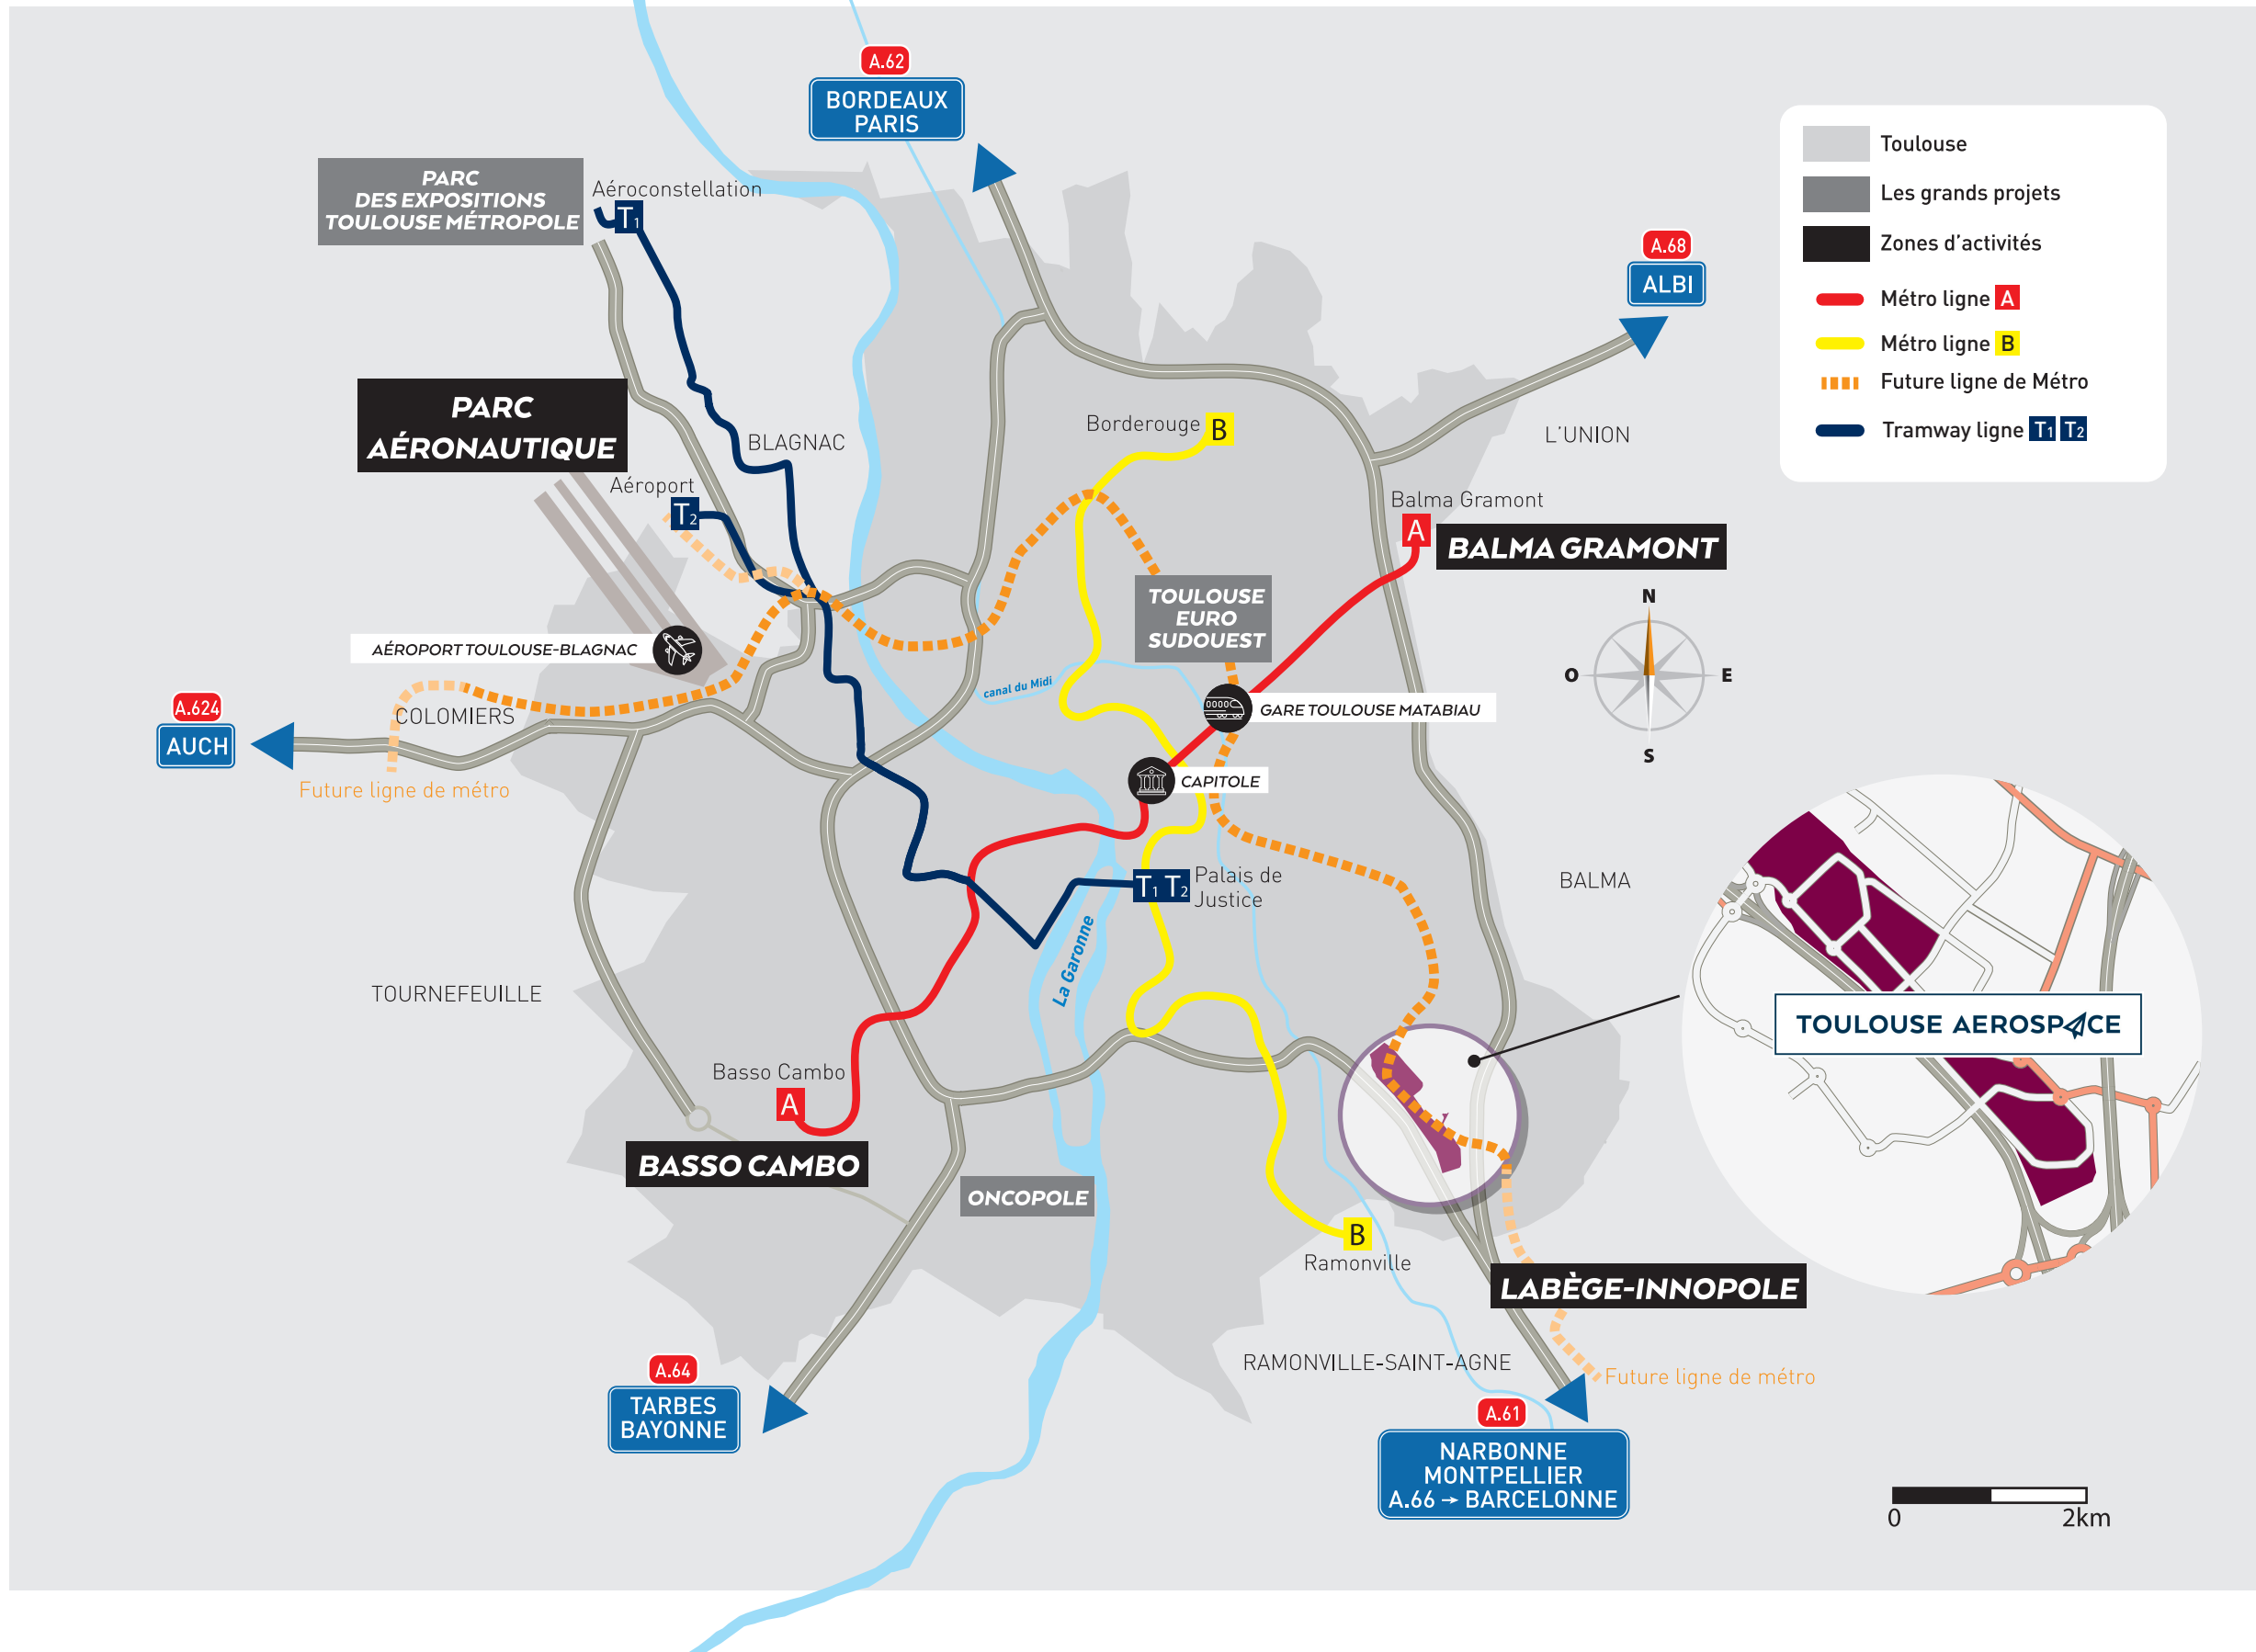 A.62
BORDEAUX
PARIS
PARC
DES EXPOSITIONS
TOULOUSE MÉTROPOLE
Aéroconstellation
T1
A.68
ALBI
Toulouse
Les grands projets
Zones d'activités
Métro ligne A
Métro ligne B
Future ligne de Métro
Tramway ligne T1 T2
PARC
AÉRONAUTIQUE
BLAGNAC
Borderouge B
L'UNION
Aéroport
T2
Balma Gramont
A
BALMA GRAMONT
TOULOUSE
EURO
SUDOUEST
N
O
E
S
AÉROPORT TOULOUSE-BLAGNAC
canal du Midi
GARE TOULOUSE MATABIAU
A.624
AUCH
COLOMIERS
Future ligne de métro
CAPITOLE
T1 T2
Palais de
Justice
BALMA
La Garonne
TOURNEFEUILLE
TOULOUSE AEROSPACE
Basso Cambo
A
BASSO CAMBO
ONCOPOLE
B
Ramonville
LABÈGE-INNOPOLE
RAMONVILLE-SAINT-AGNE
Future ligne de métro
A.64
TARBES
BAYONNE
A.61
NARBONNE
MONTPELLIER
A.66 → BARCELONNE
0
2km